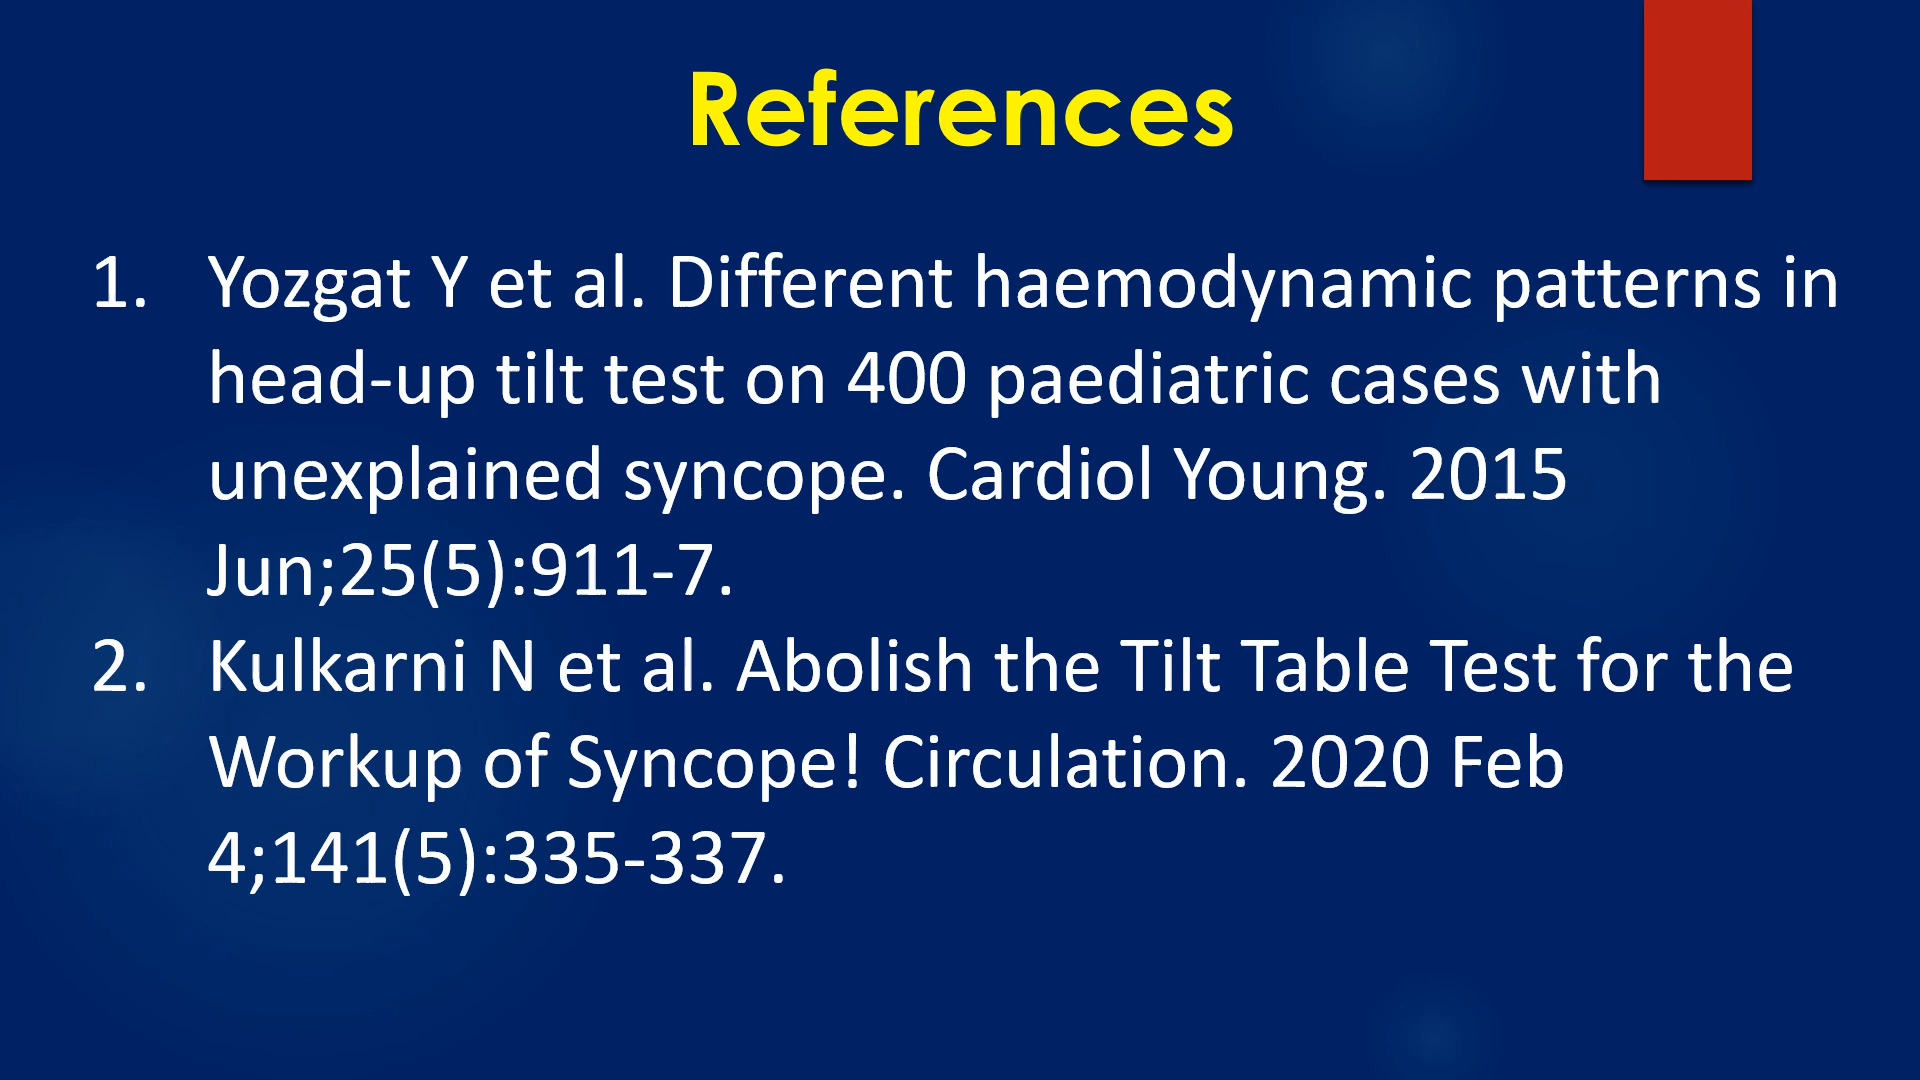 References
1. Yozgat Y et al. Different haemodynamic patterns in
head-up tilt test on 400 paediatric cases with
unexplained syncope. Cardiol Young. 2015
Jun;25(5):911-7.
2. Kulkarni N et al. Abolish the Tilt Table Test for the
Workup of Syncope! Circulation. 2020 Feb
4;141(5):335-337.